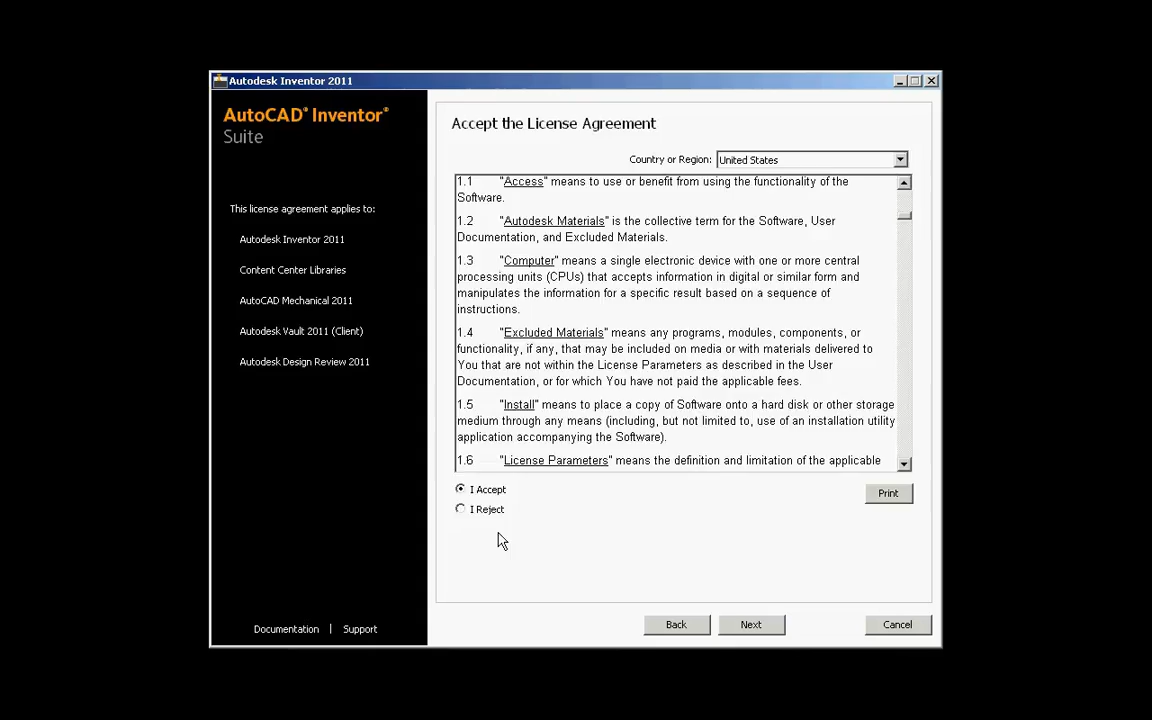 Autodesk Inventor 2011
AutoCAD® Inventor®
Suite
This license agreement applies to:
Autodesk Inventor 2011
Content Center Libraries
AutoCAD Mechanical 2011
Autodesk Vault 2011 (Client)
Autodesk Design Review 2011
Documentation | Support
Accept the License Agreement
Country or Region: United States
1.1 "Access" means to use or benefit from using the functionality of the
Software.
1.2 "Autodesk Materials" is the collective term for the Software, User
Documentation, and Excluded Materials.
1.3 "Computer" means a single electronic device with one or more central
processing units (CPUs) that accepts information in digital or similar form and
manipulates the information for a specific result based on a sequence of
instructions.
1.4 "Excluded Materials" means any programs, modules, components, or
functionality, if any, that may be included on media or with materials delivered to
You that are not within the License Parameters as described in the User
Documentation, or for which You have not paid the applicable fees.
1.5 "Install" means to place a copy of Software onto a hard disk or other storage
medium through any means (including, but not limited to, use of an installation utility
application accompanying the Software).
1.6 "License Parameters" means the definition and limitation of the applicable
I Accept
I Reject
Print
Back
Next
Cancel